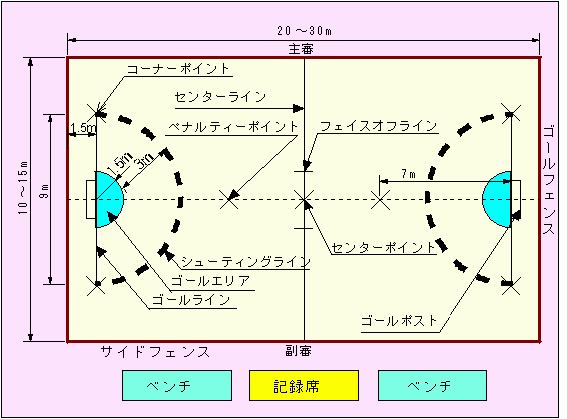 20～30m
主審
コーナーポイント
センターライン
1.5m
ペナルティーポイント
フェイスオフライン
ゴールフェンス
1.5m
3m
7m
10～15m
9m
センターポイント
シューティングライン
ゴールエリア
ゴールライン
ゴールポスト
サイドフェンス
副審
ベンチ
記録席
ベンチ